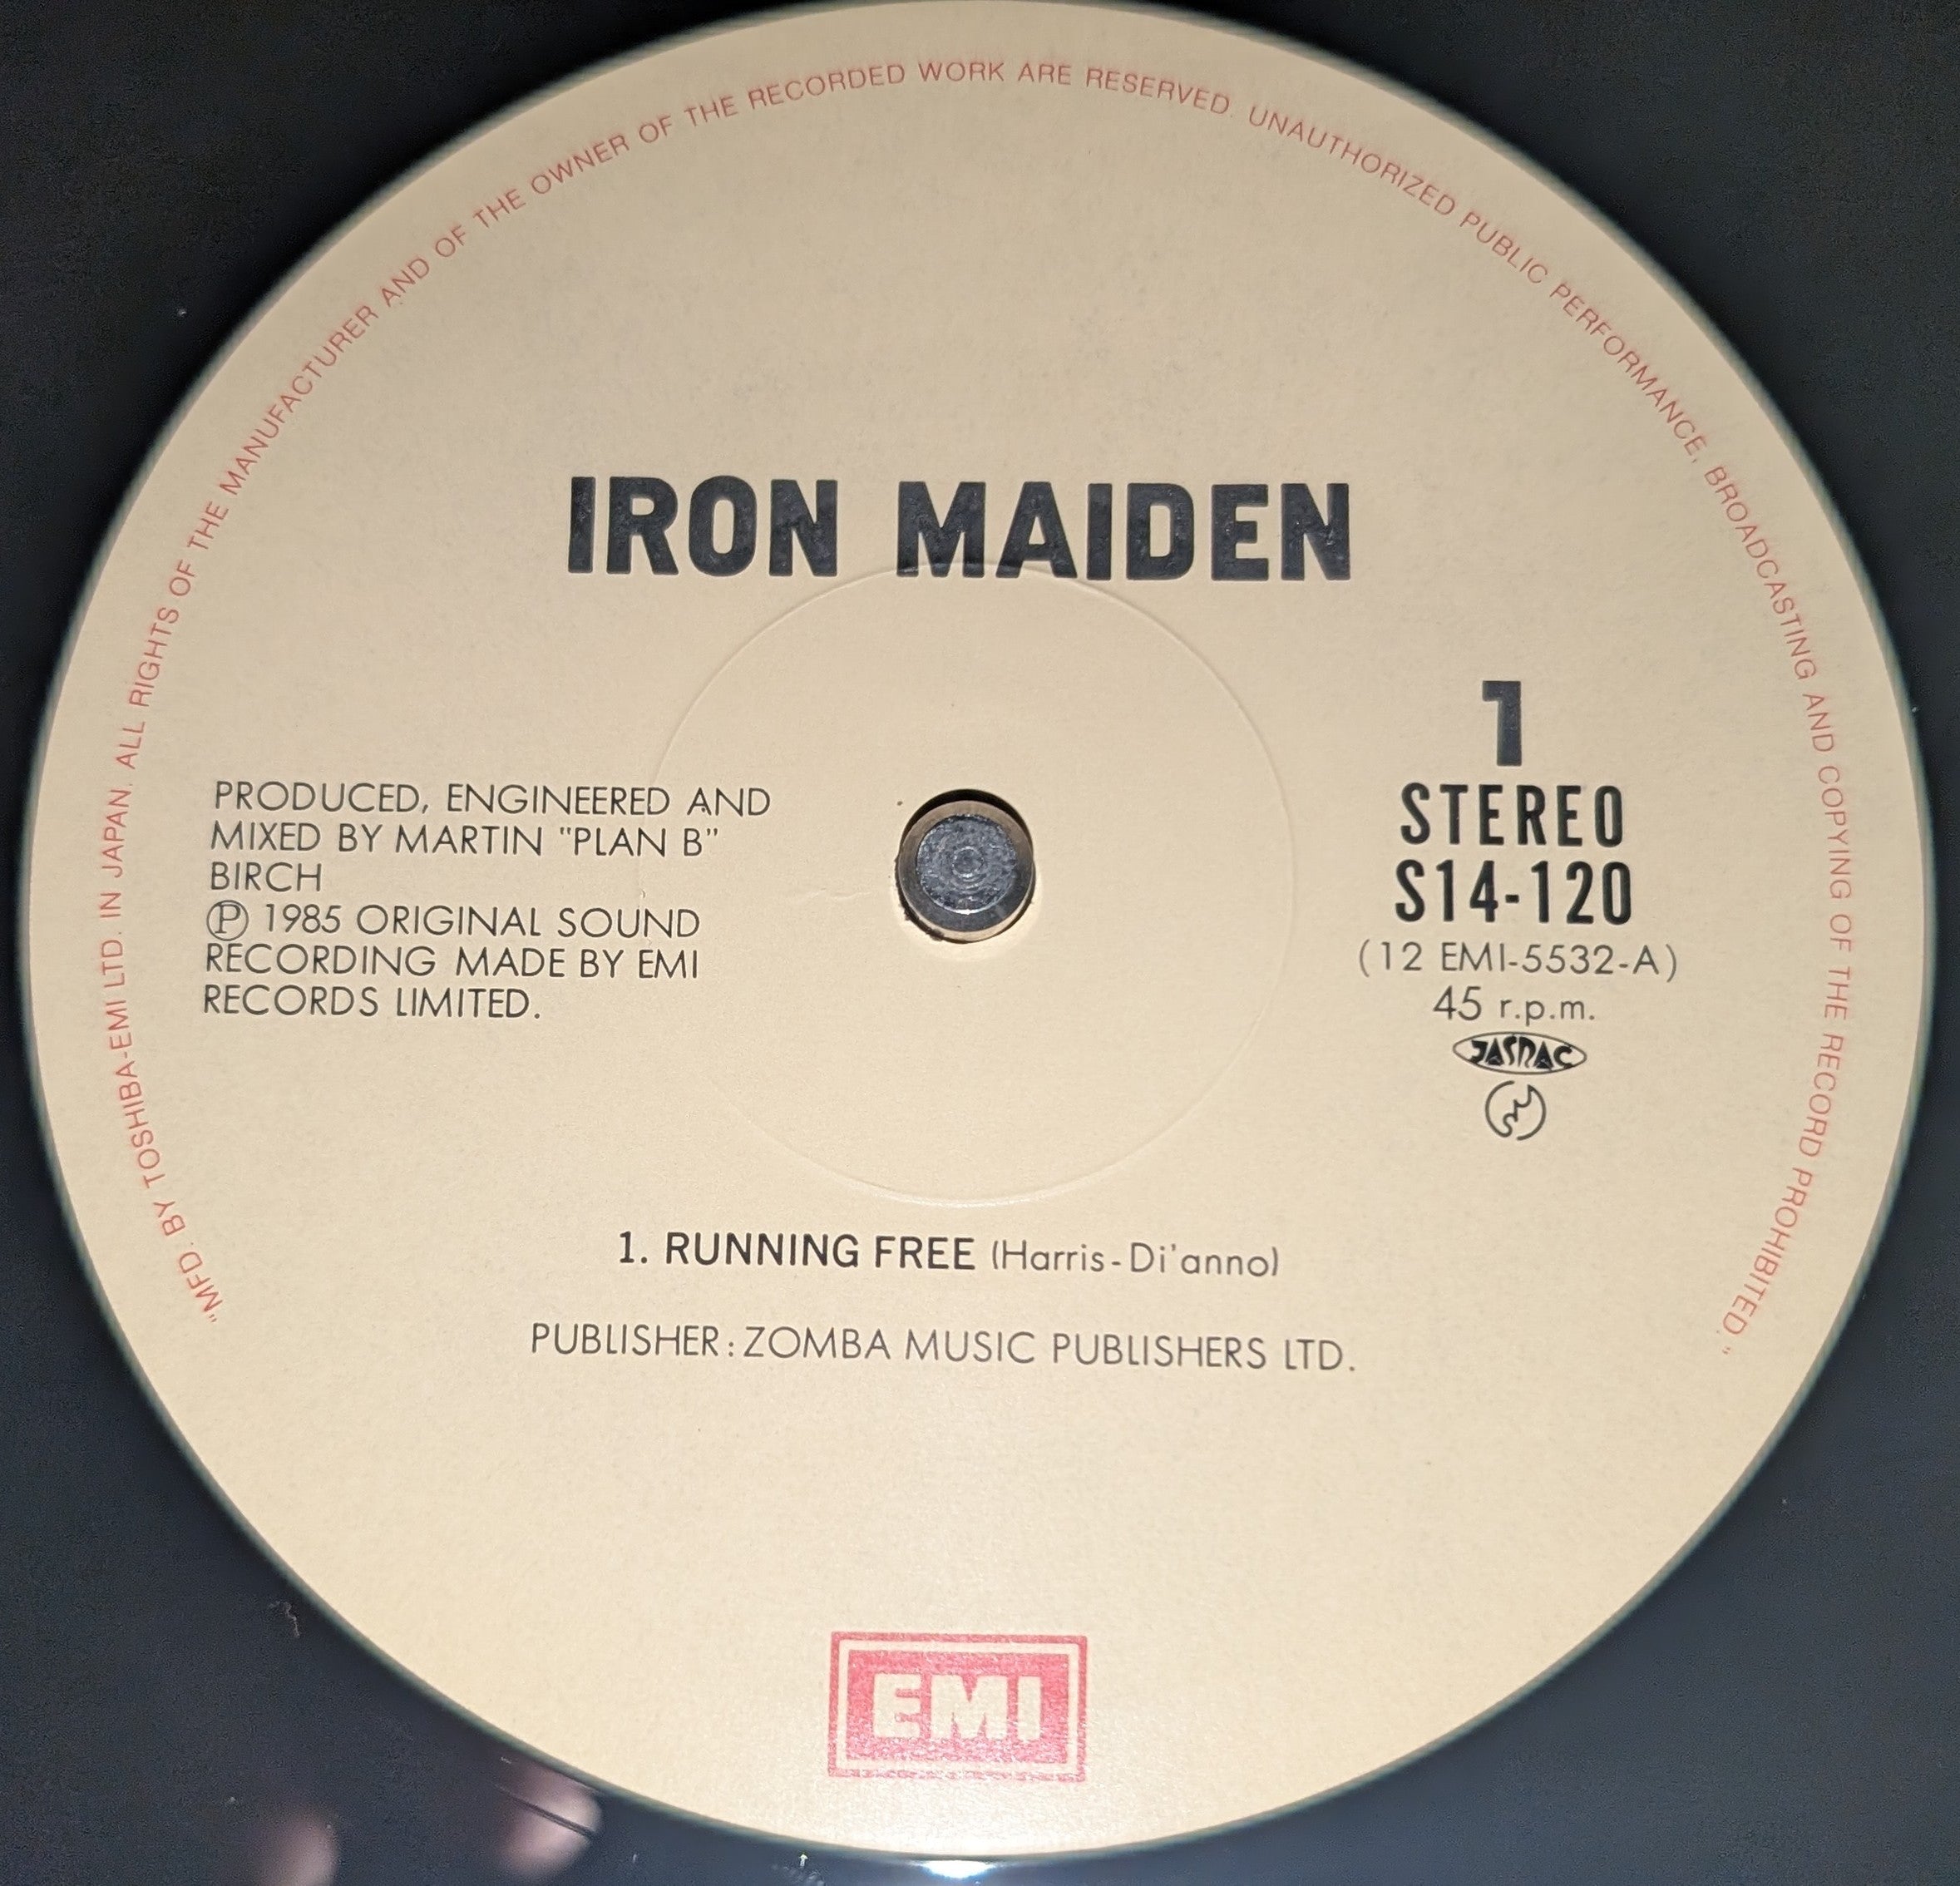 "MFD. BY TOSHIBA-EMI LTD. IN JAPAN. ALL RIGHTS OF THE MANUFACTURER AND OF THE OWNER OF THE RECORDED WORK ARE RESERVED. UNAUTHORIZED PUBLIC PERFORMANCE, BROADCASTING AND COPYING OF THE RECORD PROHIBITED."
IRON MAIDEN
PRODUCED, ENGINEERED AND
MIXED BY MARTIN "PLAN B"
BIRCH
Ⓟ 1985 ORIGINAL SOUND
RECORDING MADE BY EMI
RECORDS LIMITED.
1
STEREO
S14-120
(12 EMI-5532-A)
45 r.p.m.
JASRAC
1. RUNNING FREE (Harris-Di'anno)
PUBLISHER: ZOMBA MUSIC PUBLISHERS LTD.
EMI